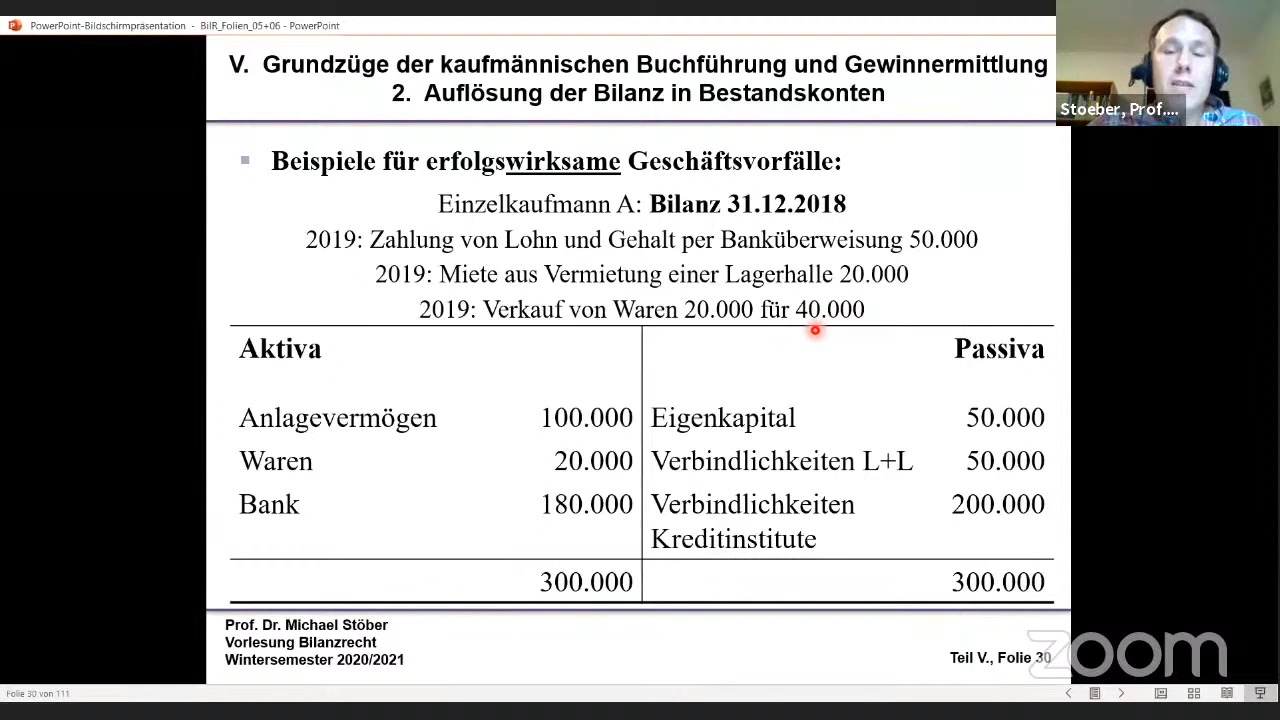 PowerPoint-Bildschirmpräsentation - BilR_Folien_05+06 - PowerPoint
V. Grundzüge der kaufmännischen Buchführung und Gewinnermittlung
2. Auflösung der Bilanz in Bestandskonten
Stoeber, Prof....
Beispiele für erfolgswirksame Geschäftsvorfälle:
Einzelkaufmann A: Bilanz 31.12.2018
2019: Zahlung von Lohn und Gehalt per Banküberweisung 50.000
2019: Miete aus Vermietung einer Lagerhalle 20.000
2019: Verkauf von Waren 20.000 für 40.000
Aktiva Passiva
Anlagevermögen 100.000 Eigenkapital 50.000
Waren 20.000 Verbindlichkeiten L+L 50.000
Bank 180.000 Verbindlichkeiten 200.000
Kreditinstitute
300.000 300.000
Prof. Dr. Michael Stöber
Vorlesung Bilanzrecht
Wintersemester 2020/2021
Teil V., Folie 30
zoom
Folie 30 von 111